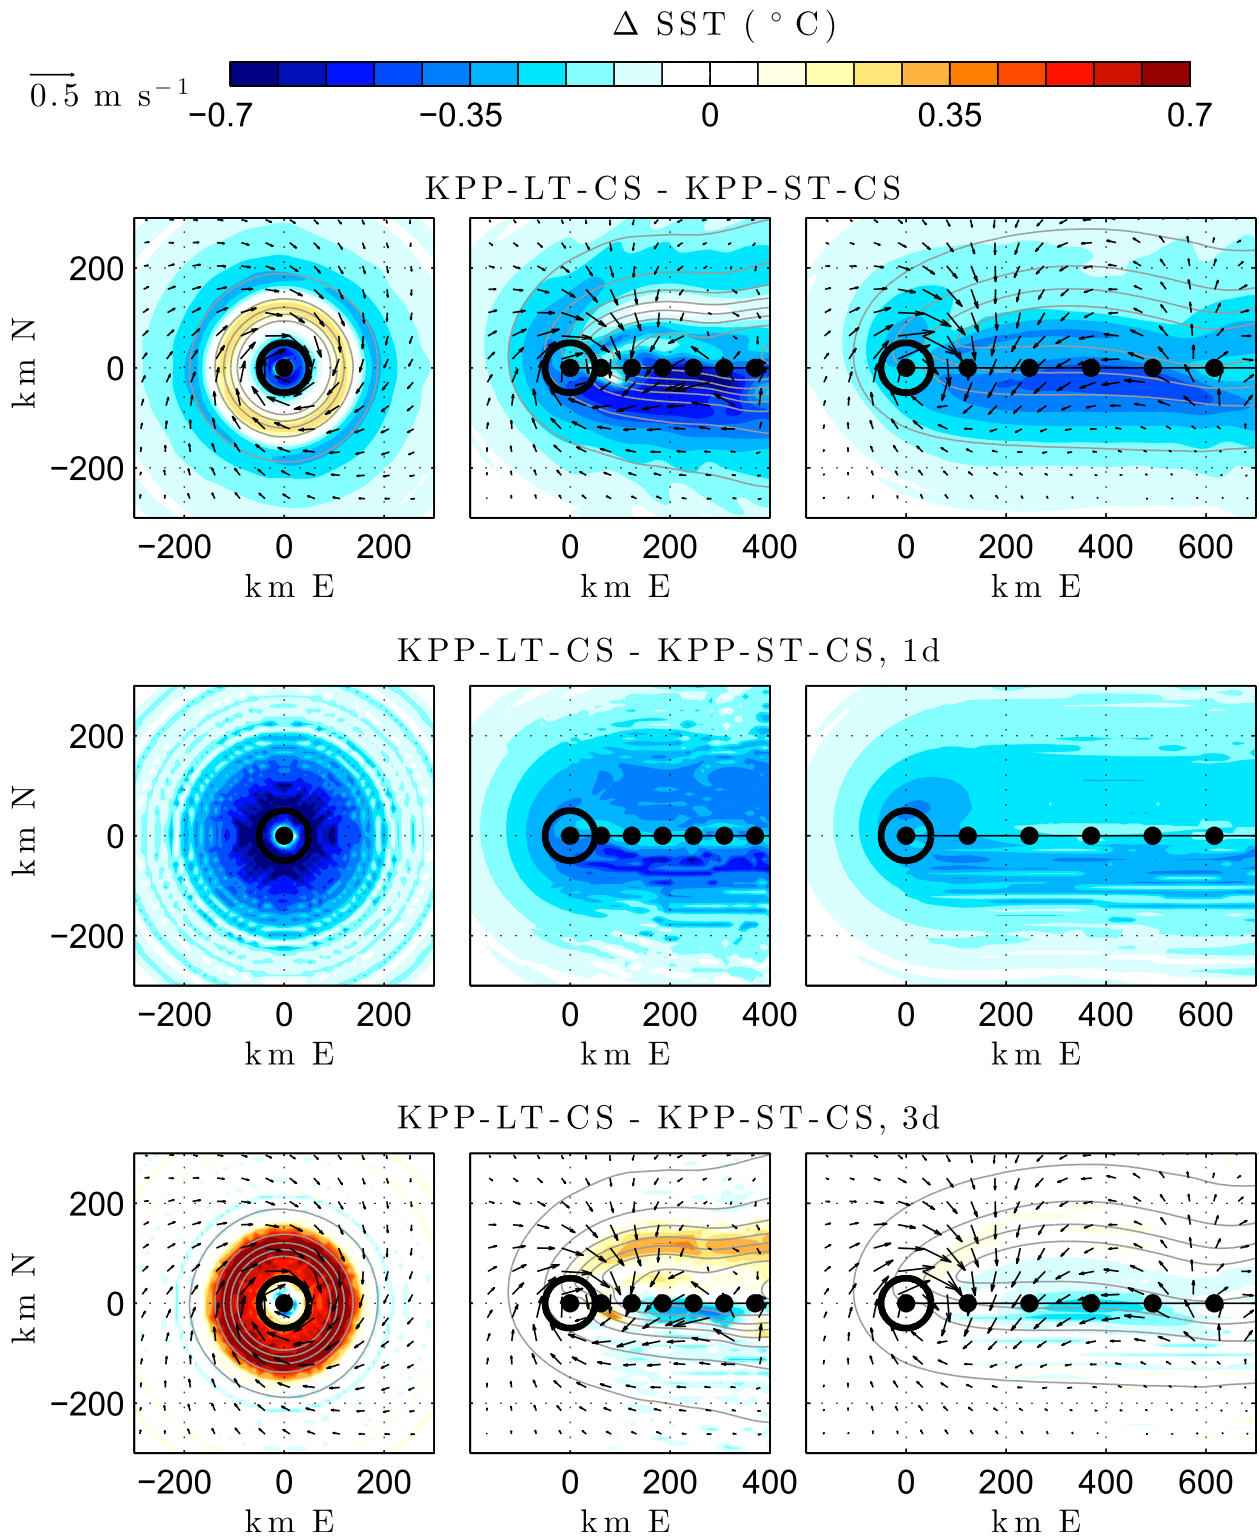 Δ SST ( ° C)
0.5 m s⁻¹
−0.7 −0.35 0 0.35 0.7
KPP-LT-CS - KPP-ST-CS
km N
200
0
−200
−200 0 200
0 200 400
0 200 400 600
km E km E km E
KPP-LT-CS - KPP-ST-CS, 1d
km N
200
0
−200
−200 0 200
0 200 400
0 200 400 600
km E km E km E
KPP-LT-CS - KPP-ST-CS, 3d
km N
200
0
−200
−200 0 200
0 200 400
0 200 400 600
km E km E km E